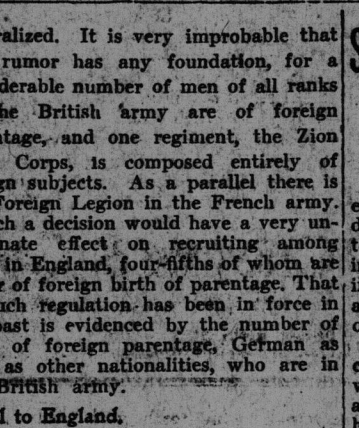 ralized. It is very improbable that
rumor has any foundation, for a
derable number of men of all ranks
he British army are of foreign
ntage, and one regiment, the Zion
Corps, is composed entirely of
gn subjects. As a parallel there is
Foreign Legion in the French army.
ch a decision would have a very un-
nate effect on recruiting among
in England, four-fifths of whom are
r of foreign birth of parentage. That
uch regulation has been in force in
past is evidenced by the number of
of foreign parentage, German as
as other nationalities, who are in
British army.
l to England.